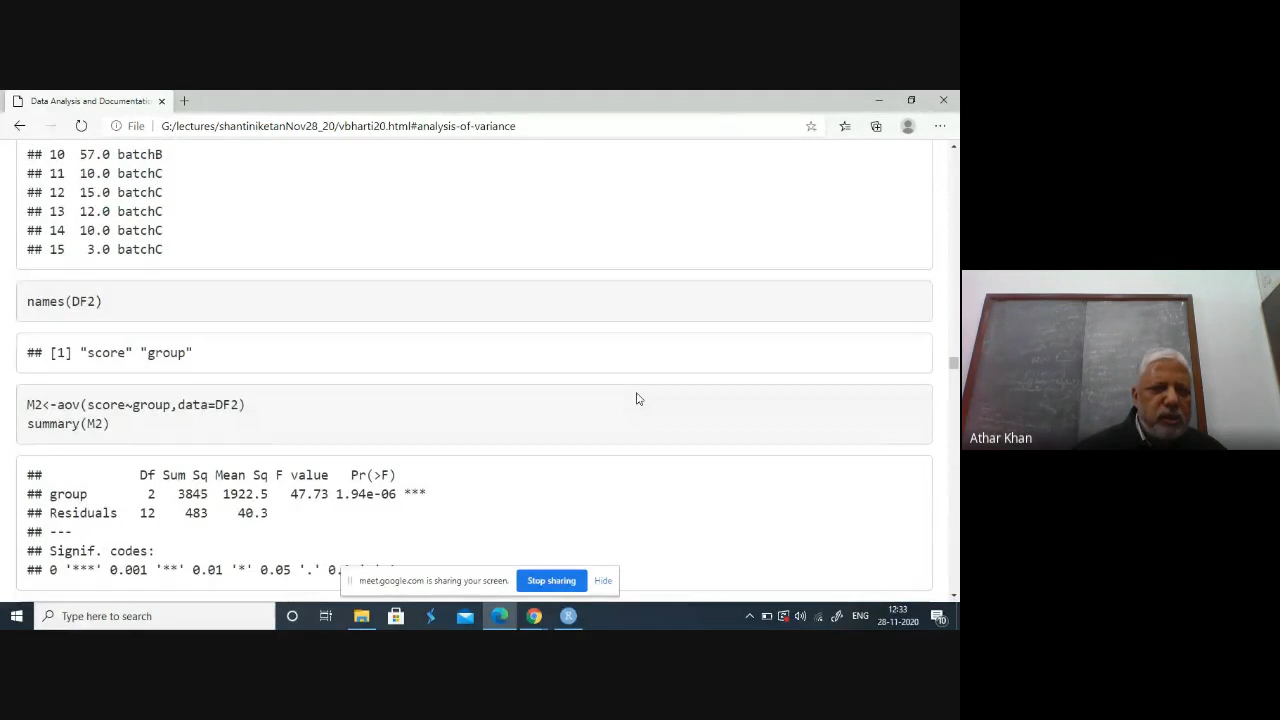 Data Analysis and Documentatio
File G:/lectures/shantiniketanNov28_20/vbharti20.html#analysis-of-variance
## 10 57.0 batchB
## 11 10.0 batchC
## 12 15.0 batchC
## 13 12.0 batchC
## 14 10.0 batchC
## 15 3.0 batchC
names(DF2)
## [1] "score" "group"
M2<-aov(score~group,data=DF2)
summary(M2)
## Df Sum Sq Mean Sq F value Pr(>F)
## group 2 3845 1922.5 47.73 1.94e-06 ***
## Residuals 12 483 40.3
## ---
## Signif. codes:
## 0 '***' 0.001 '**' 0.01 '*' 0.05 '.'
meet.google.com is sharing your screen. Stop sharing Hide
Athar Khan
Type here to search
ENG
12:33
28-11-2020
10